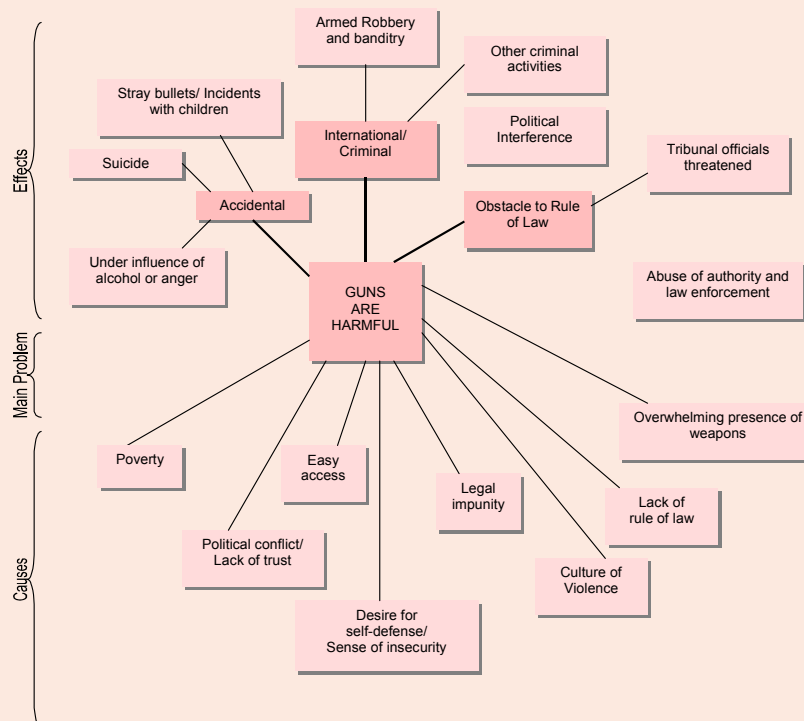 Effects
Armed Robbery
and banditry
Other criminal
activities
Stray bullets/ Incidents
with children
International/
Criminal
Political
Interference
Tribunal officials
threatened
Suicide
Accidental
Obstacle to Rule
of Law
Under influence of
alcohol or anger
Abuse of authority and
law enforcement
GUNS
ARE
HARMFUL
Main Problem
Overwhelming presence of
weapons
Causes
Poverty
Easy
access
Legal
impunity
Lack of
rule of law
Political conflict/
Lack of trust
Culture of
Violence
Desire for
self-defense/
Sense of insecurity